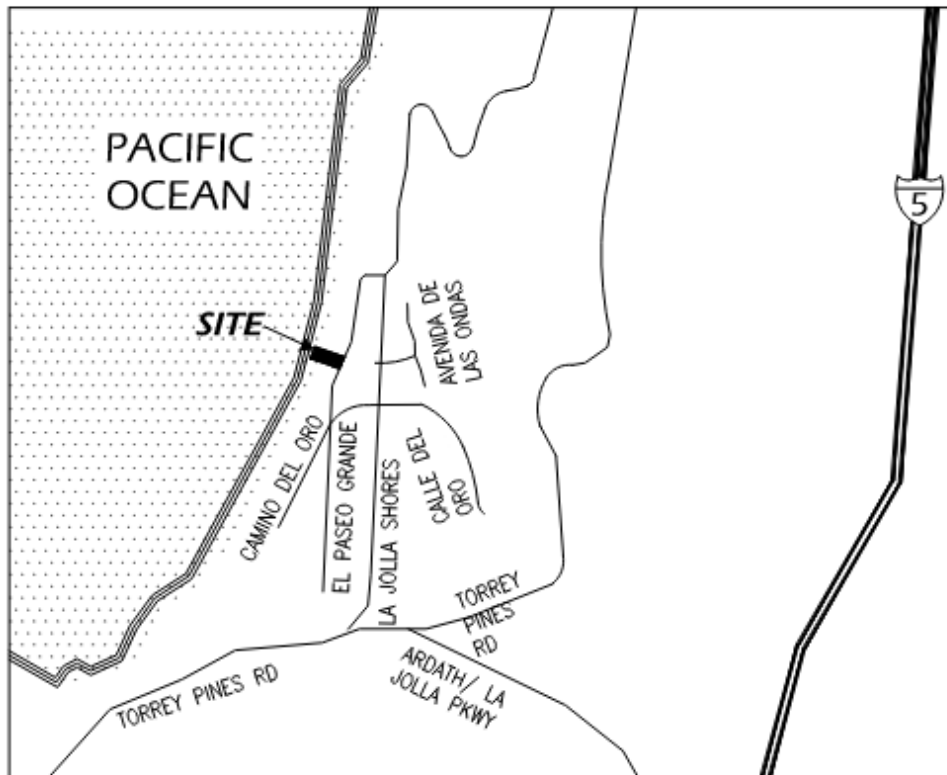 PACIFIC
OCEAN
5
SITE
AVENIDA DE
LAS ONDAS
CAMINO DEL ORO
EL PASEO GRANDE
LA JOLLA SHORES
CALLE DEL
ORO
TORREY
PINES
RD
TORREY PINES RD
ARDATH/ LA
JOLLA PKWY